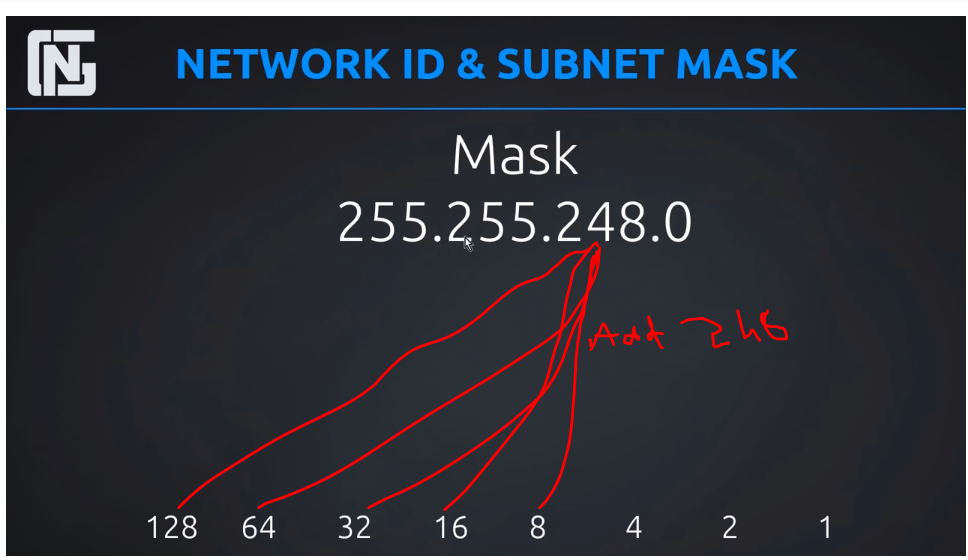 NG
NETWORK ID & SUBNET MASK
Mask
255.255.248.0
Add 248
128 64 32 16 8 4 2 1